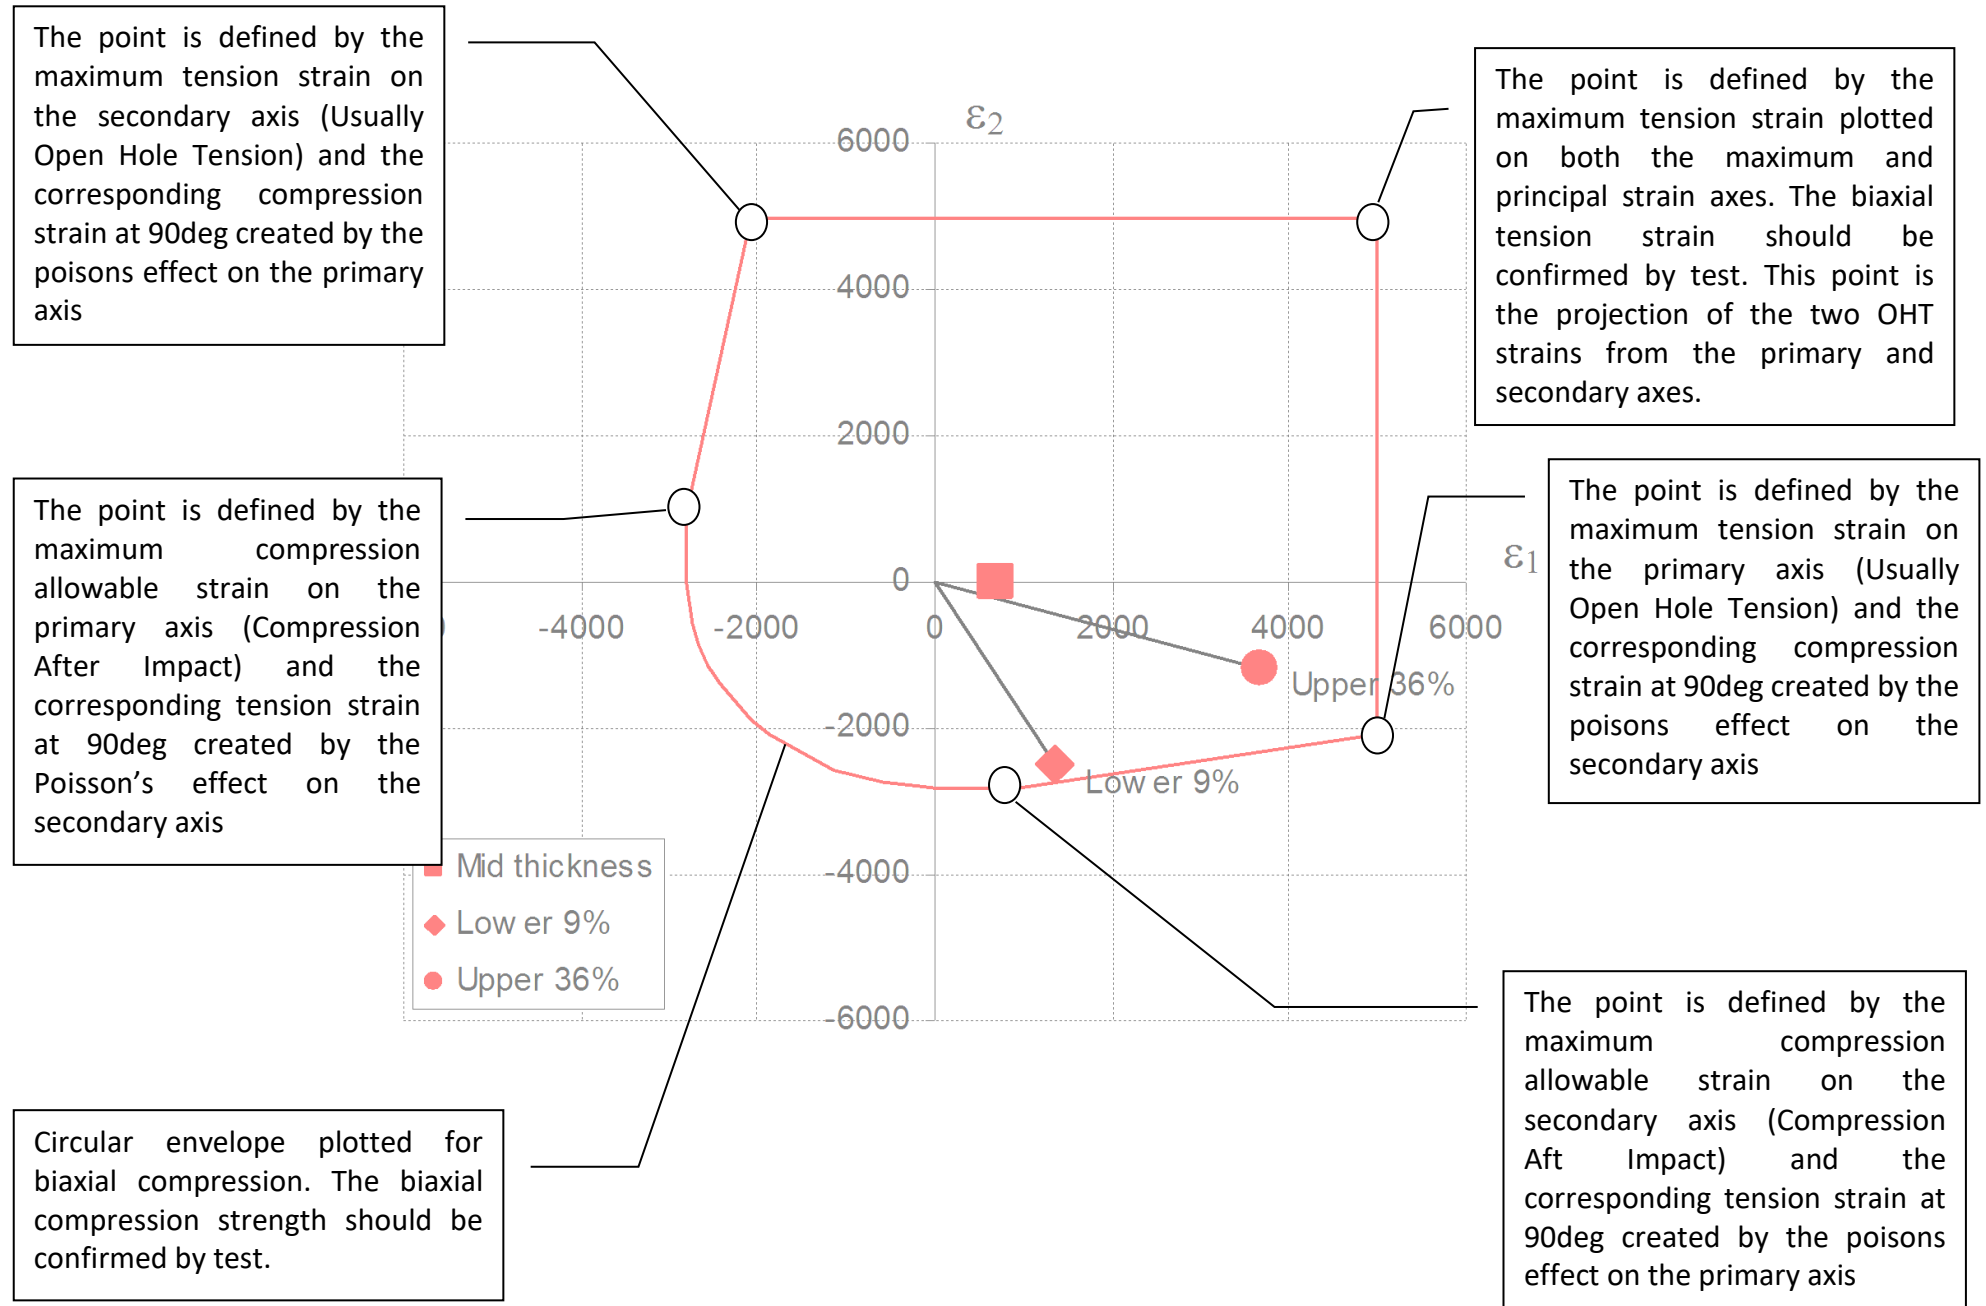 The point is defined by the
maximum tension strain on
the secondary axis (Usually
Open Hole Tension) and the
corresponding compression
strain at 90deg created by the
poisons effect on the primary
axis
The point is defined by the
maximum tension strain plotted
on both the maximum and
principal strain axes. The biaxial
tension strain should be
confirmed by test. This point is
the projection of the two OHT
strains from the primary and
secondary axes.
The point is defined by the
maximum compression
allowable strain on the
primary axis (Compression
After Impact) and the
corresponding tension strain
at 90deg created by the
Poisson’s effect on the
secondary axis
The point is defined by the
maximum tension strain on
the primary axis (Usually
Open Hole Tension) and the
corresponding compression
strain at 90deg created by the
poisons effect on the
secondary axis
ε2
6000
4000
2000
0
-2000
-4000
-6000
ε1
-4000
-2000
0
2000
4000
6000
Upper 36%
Low er 9%
Mid thickness
Low er 9%
Upper 36%
Circular envelope plotted for
biaxial compression. The biaxial
compression strength should be
confirmed by test.
The point is defined by the
maximum compression
allowable strain on the
secondary axis (Compression
Aft Impact) and the
corresponding tension strain at
90deg created by the poisons
effect on the primary axis